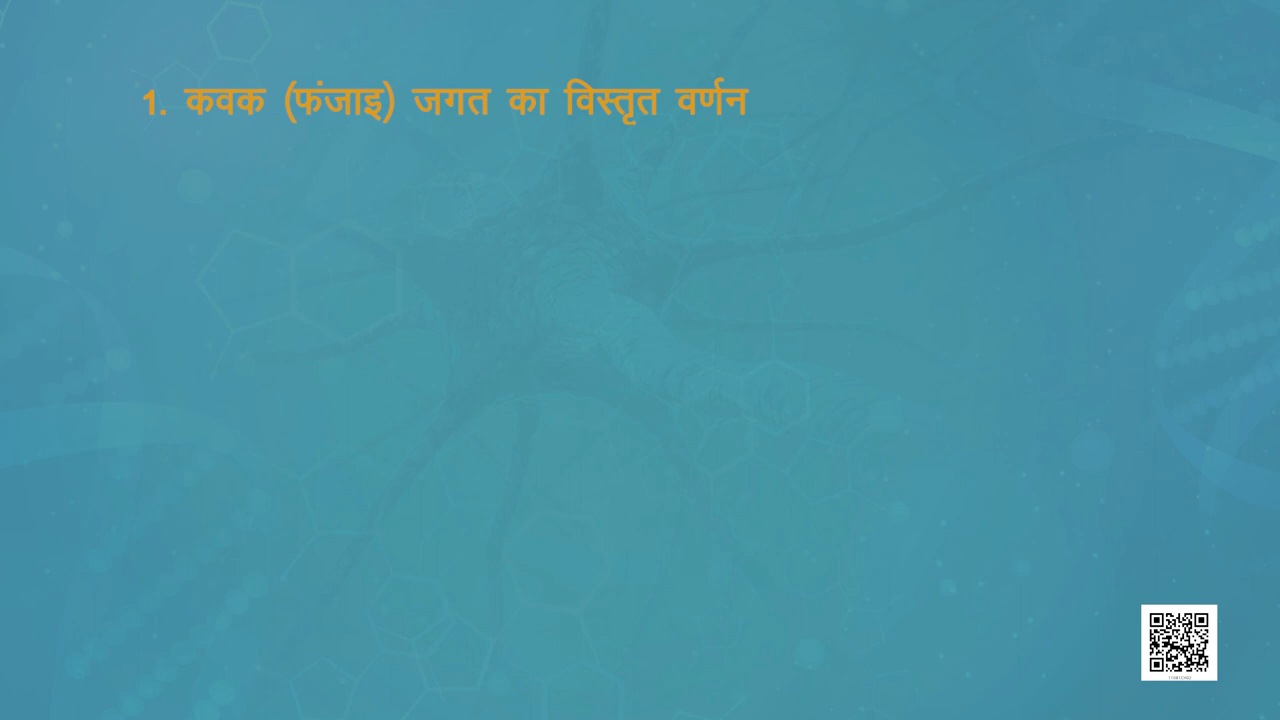 1. कवक (फंजाइ) जगत का विस्तृत वर्णन